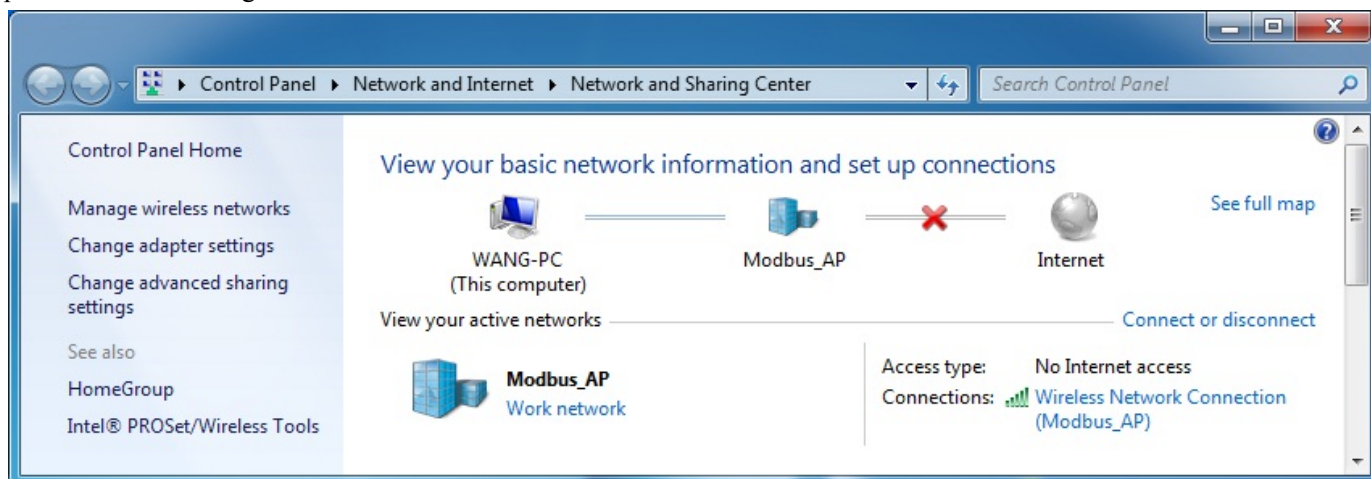 Control Panel ▸ Network and Internet ▸ Network and Sharing Center
Search Control Panel
Control Panel Home
Manage wireless networks
Change adapter settings
Change advanced sharing
settings
See also
HomeGroup
Intel® PROSet/Wireless Tools
View your basic network information and set up connections
See full map
WANG-PC
(This computer)
Modbus_AP
Internet
View your active networks
Connect or disconnect
Modbus_AP
Work network
Access type: No Internet access
Connections: Wireless Network Connection
(Modbus_AP)